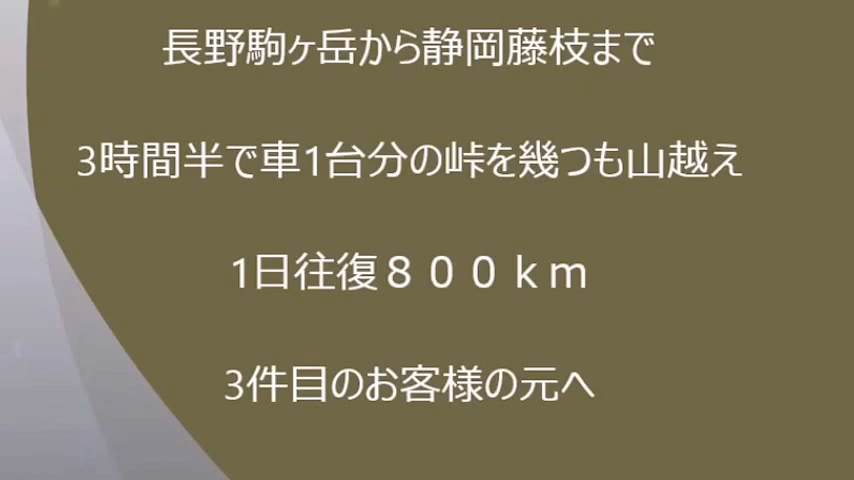 長野駒ヶ岳から静岡藤枝まで
3時間半で車1台分の峠を幾つも山越え
1日往復８００ｋｍ
3件目のお客様の元へ